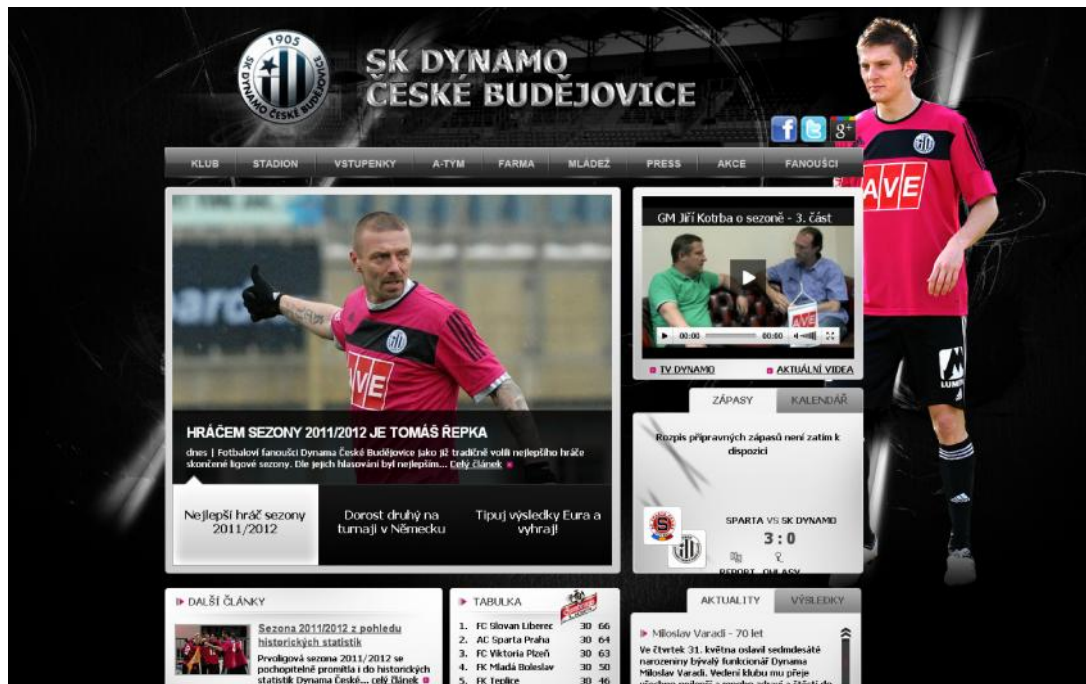 1905
SK DYNAMO ČESKÉ BUDĚJOVICE
SK DYNAMO
ČESKÉ BUDĚJOVICE
KLUB STADION VSTUPENKY A-TYM FARMA MLÁDEŽ PRESS AKCE FANOUŠCI
AVE
HRÁČEM SEZONY 2011/2012 JE TOMÁŠ ŘEPKA
dnes | Fotbaloví fanoušci Dynama České Budějovice jako již tradičně volili nejlepšího hráče
skončené ligové sezony. Dle jejich hlasování byl nejlepším... Celý článek
Nejlepší hráč sezony
2011/2012
Dorost druhý na
turnaji v Německu
Tipuj výsledky Eura a
vyhraj!
GM Jiří Kotrba o sezoně - 3. část
AVE
00:00 00:00
TV DYNAMO AKTUÁLNÍ VIDEA
AVE
ZÁPASY KALENDÁŘ
Rozpis přípravných zápasů není zatím k
dispozici
SPARTA VS SK DYNAMO
3 : 0
REPORT OHLASY
DALŠÍ ČLÁNKY
Sezona 2011/2012 z pohledu
historických statistik
Prvoligová sezona 2011/2012 se
pochopitelně promítla i do historických
statistik Dynama České... celý článek
TABULKA
1. FC Slovan Liberec 30 66
2. AC Sparta Praha 30 64
3. FC Viktoria Plzeň 30 63
4. FK Mladá Boleslav 30 50
5. FK Teplice 30 46
AKTUALITY VÝSLEDKY
Miloslav Varadi - 70 let
Ve čtvrtek 31. května oslavil sedmdesáté
narozeniny bývalý funkcionář Dynama
Miloslav Varadi. Vedení klubu mu přeje